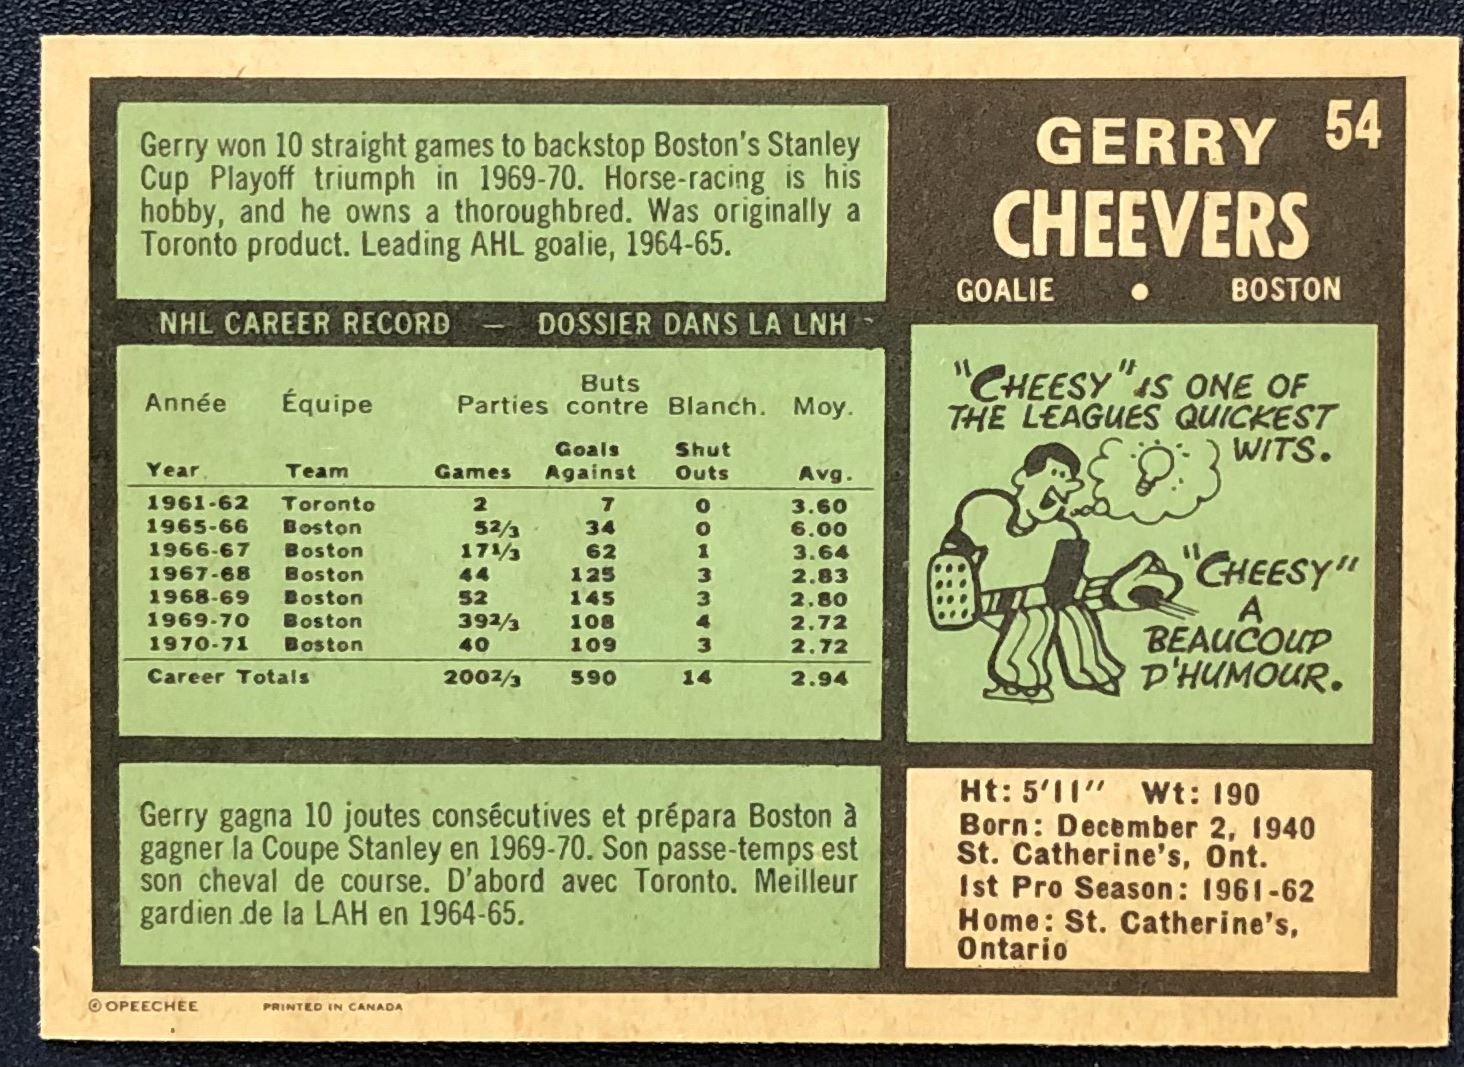 Gerry won 10 straight games to backstop Boston's Stanley
Cup Playoff triumph in 1969-70. Horse-racing is his
hobby, and he owns a thoroughbred. Was originally a
Toronto product. Leading AHL goalie, 1964-65.
54
GERRY
CHEEVERS
GOALIE • BOSTON
NHL CAREER RECORD — DOSSIER DANS LA LNH
Année Équipe Parties Buts contre Blanch. Moy.
Year Team Games Goals Against Shut Outs Avg.
1961-62 Toronto 2 7 0 3.60
1965-66 Boston 52/3 34 0 6.00
1966-67 Boston 171/3 62 1 3.64
1967-68 Boston 44 125 3 2.83
1968-69 Boston 52 145 3 2.80
1969-70 Boston 392/3 108 4 2.72
1970-71 Boston 40 109 3 2.72
Career Totals 2002/3 590 14 2.94
"CHEESY" IS ONE OF
THE LEAGUES QUICKEST
WITS.
"CHEESY"
A
BEAUCOUP
D'HUMOUR.
Gerry gagna 10 joutes consécutives et prépara Boston à
gagner la Coupe Stanley en 1969-70. Son passe-temps est
son cheval de course. D'abord avec Toronto. Meilleur
gardien de la LAH en 1964-65.
Ht: 5'11" Wt: 190
Born: December 2, 1940
St. Catherine's, Ont.
1st Pro Season: 1961-62
Home: St. Catherine's,
Ontario
© OPEECHEE PRINTED IN CANADA